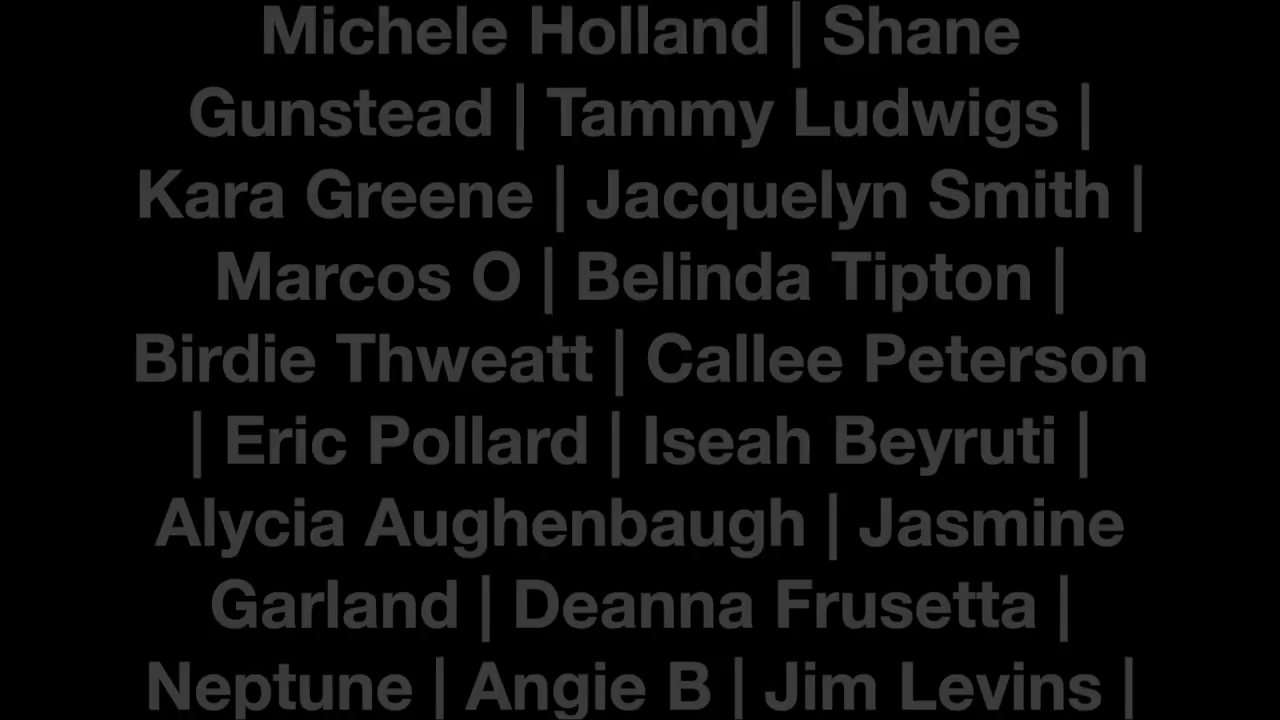 Michele Holland | Shane
Gunstead | Tammy Ludwigs |
Kara Greene | Jacquelyn Smith |
Marcos O | Belinda Tipton |
Birdie Thweatt | Callee Peterson
| Eric Pollard | Iseah Beyruti |
Alycia Aughenbaugh | Jasmine
Garland | Deanna Frusetta |
Neptune | Angie B | Jim Levins |